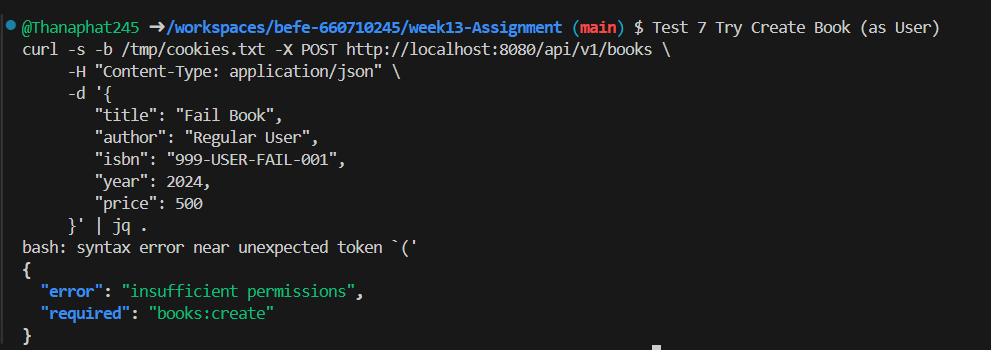 @Thanaphat245 ➜/workspaces/befe-660710245/week13-Assignment (main) $ Test 7 Try Create Book (as User)
curl -s -b /tmp/cookies.txt -X POST http://localhost:8080/api/v1/books \
     -H "Content-Type: application/json" \
     -d '{
        "title": "Fail Book",
        "author": "Regular User",
        "isbn": "999-USER-FAIL-001",
        "year": 2024,
        "price": 500
     }' | jq .
bash: syntax error near unexpected token `('
{
  "error": "insufficient permissions",
  "required": "books:create"
}